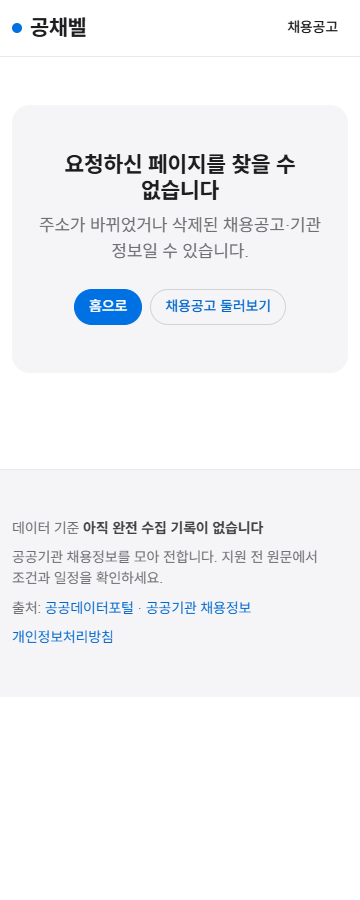 공채벨
채용공고
요청하신 페이지를 찾을 수
없습니다
주소가 바뀌었거나 삭제된 채용공고·기관
정보일 수 있습니다.
홈으로
채용공고 둘러보기
데이터 기준 아직 완전 수집 기록이 없습니다
공공기관 채용정보를 모아 전합니다. 지원 전 원문에서
조건과 일정을 확인하세요.
출처: 공공데이터포털 · 공공기관 채용정보
개인정보처리방침